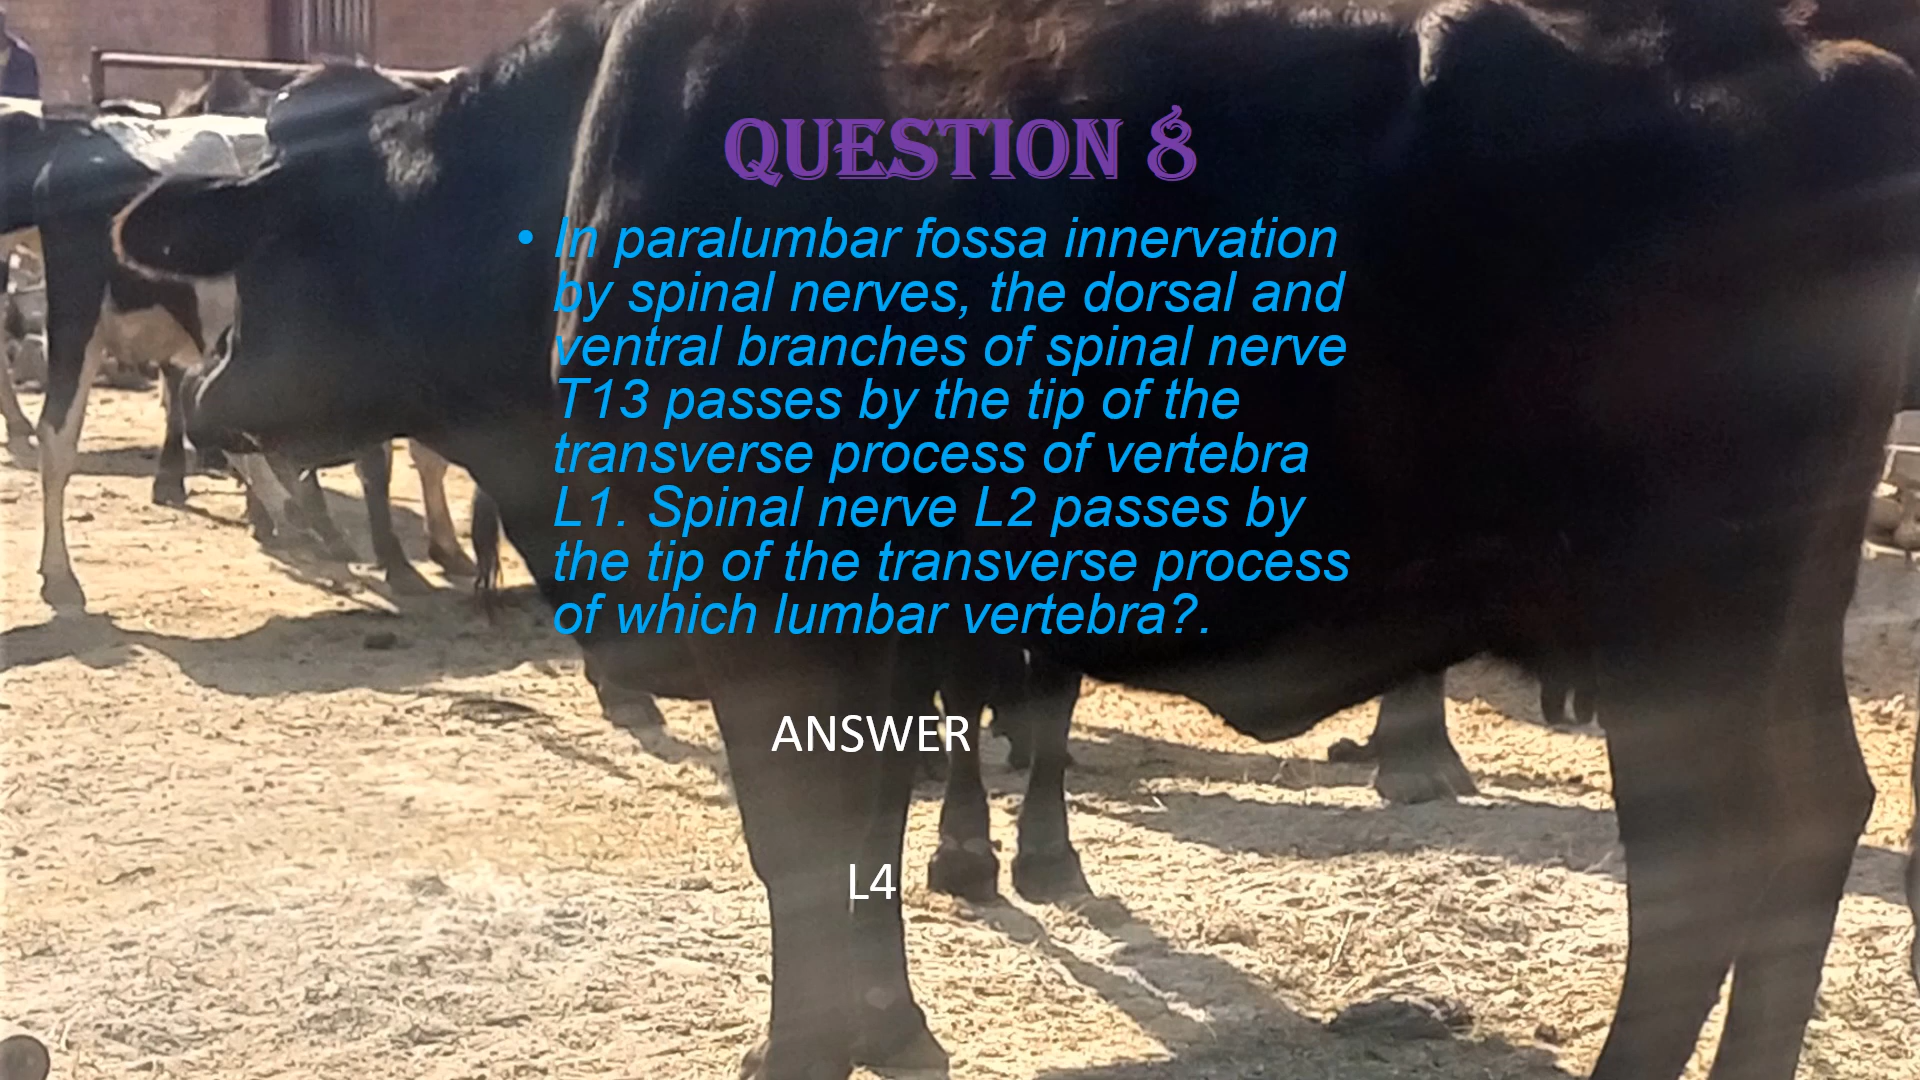 QUESTION 8
• In paralumbar fossa innervation
by spinal nerves, the dorsal and
ventral branches of spinal nerve
T13 passes by the tip of the
transverse process of vertebra
L1. Spinal nerve L2 passes by
the tip of the transverse process
of which lumbar vertebra?.
ANSWER
L4